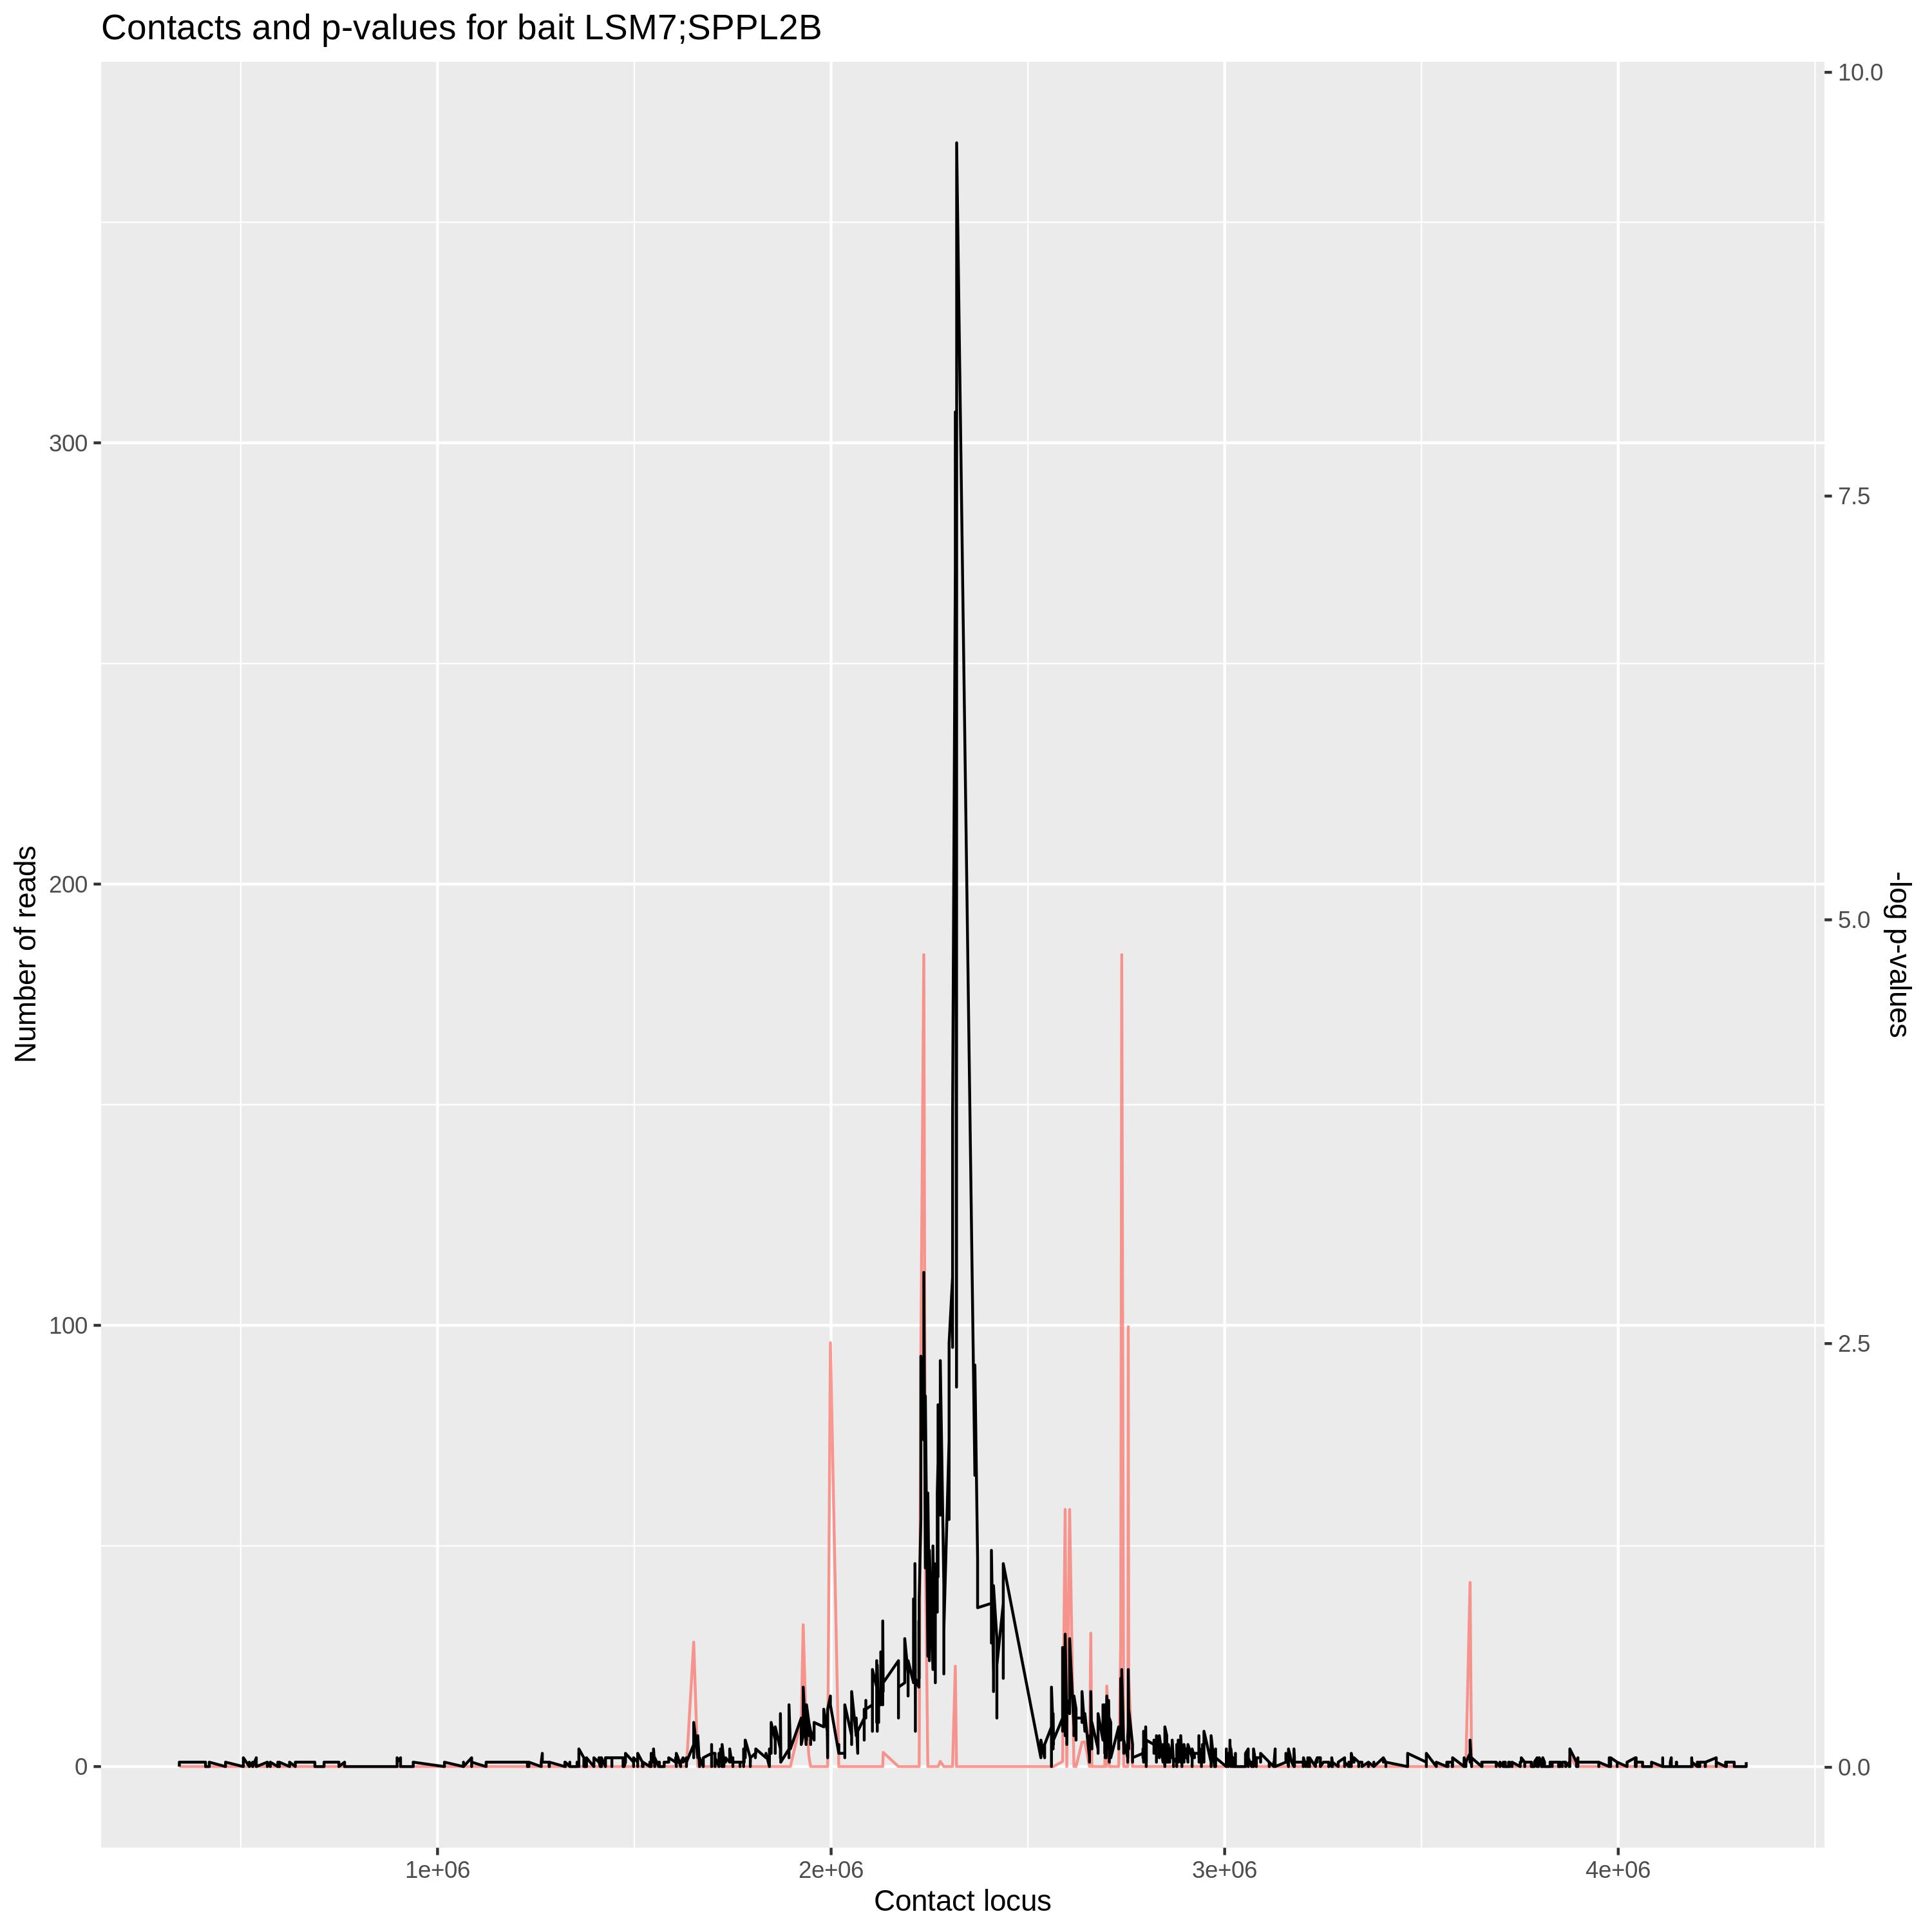 Contacts and p-values for bait LSM7;SPPL2B
Number of reads
300
200
100
0
10.0
7.5
5.0
2.5
0.0
-log p-values
1e+06 2e+06 3e+06 4e+06
Contact locus